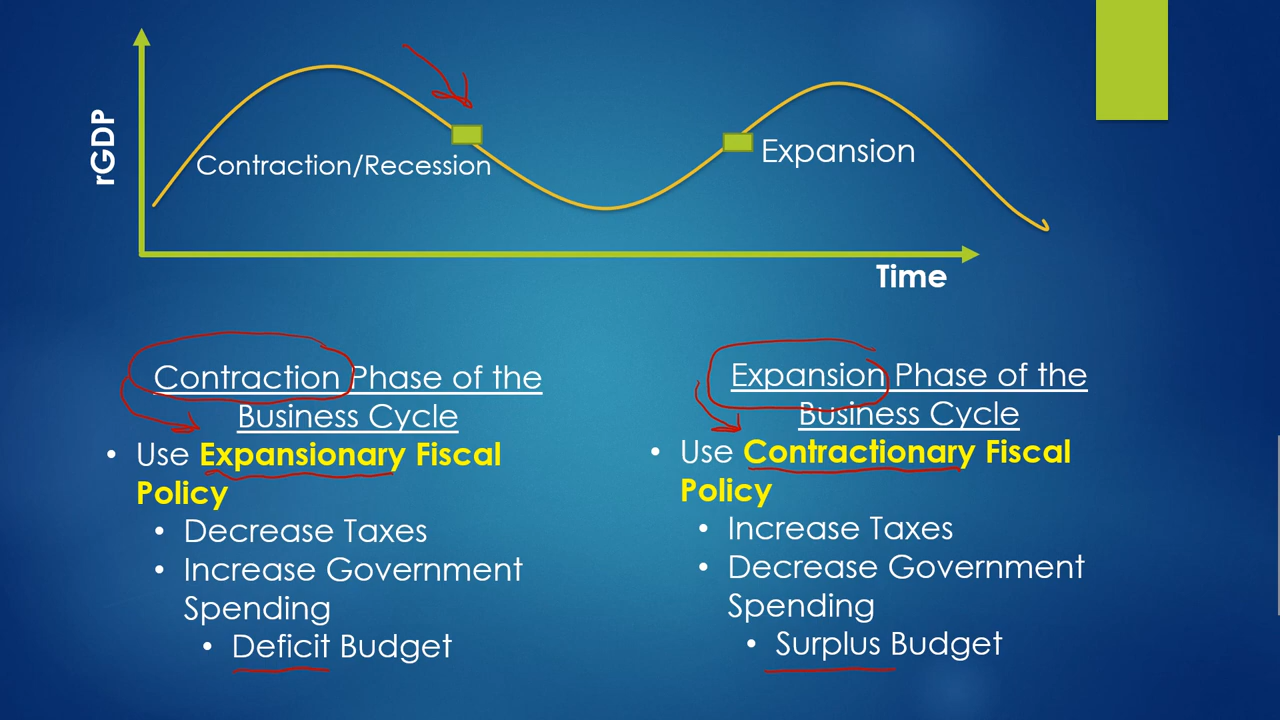 rGDP
Contraction/Recession
Expansion
Time
Contraction Phase of the
Business Cycle
• Use Expansionary Fiscal
Policy
• Decrease Taxes
• Increase Government
Spending
• Deficit Budget
Expansion Phase of the
Business Cycle
• Use Contractionary Fiscal
Policy
• Increase Taxes
• Decrease Government
Spending
• Surplus Budget